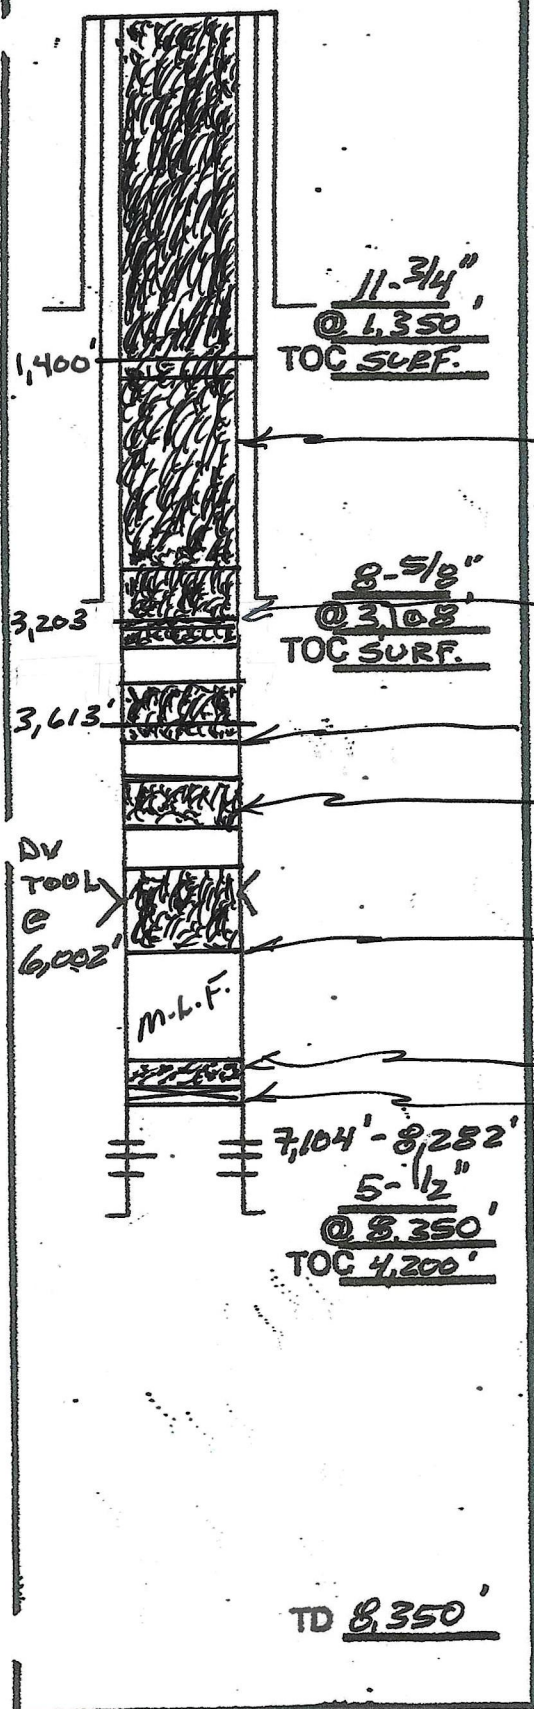 11-3/4"
@ 1,350'
TOC SURF.
1,400'
8-5/8"
@ 3,108'
TOC SURF.
3,203'
3,613'
DV
TOOL
@
6,002'
M.L.F.
7,104'-8,282'
5-1/2"
@ 8,350'
TOC 4,200'
TD 8,350'